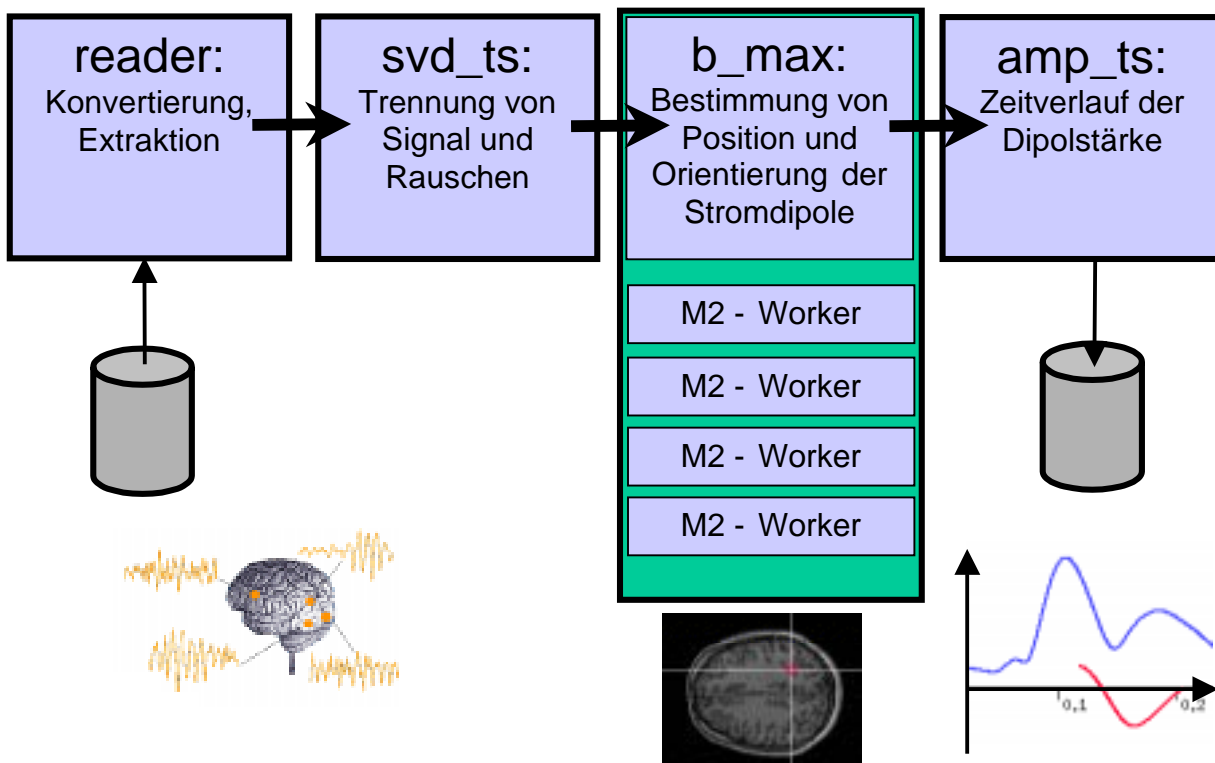 reader:
Konvertierung,
Extraktion
svd_ts:
Trennung von
Signal und
Rauschen
b_max:
Bestimmung von
Position und
Orientierung der
Stromdipole
amp_ts:
Zeitverlauf der
Dipolstärke
M2 - Worker
M2 - Worker
M2 - Worker
M2 - Worker
0,1
0,2